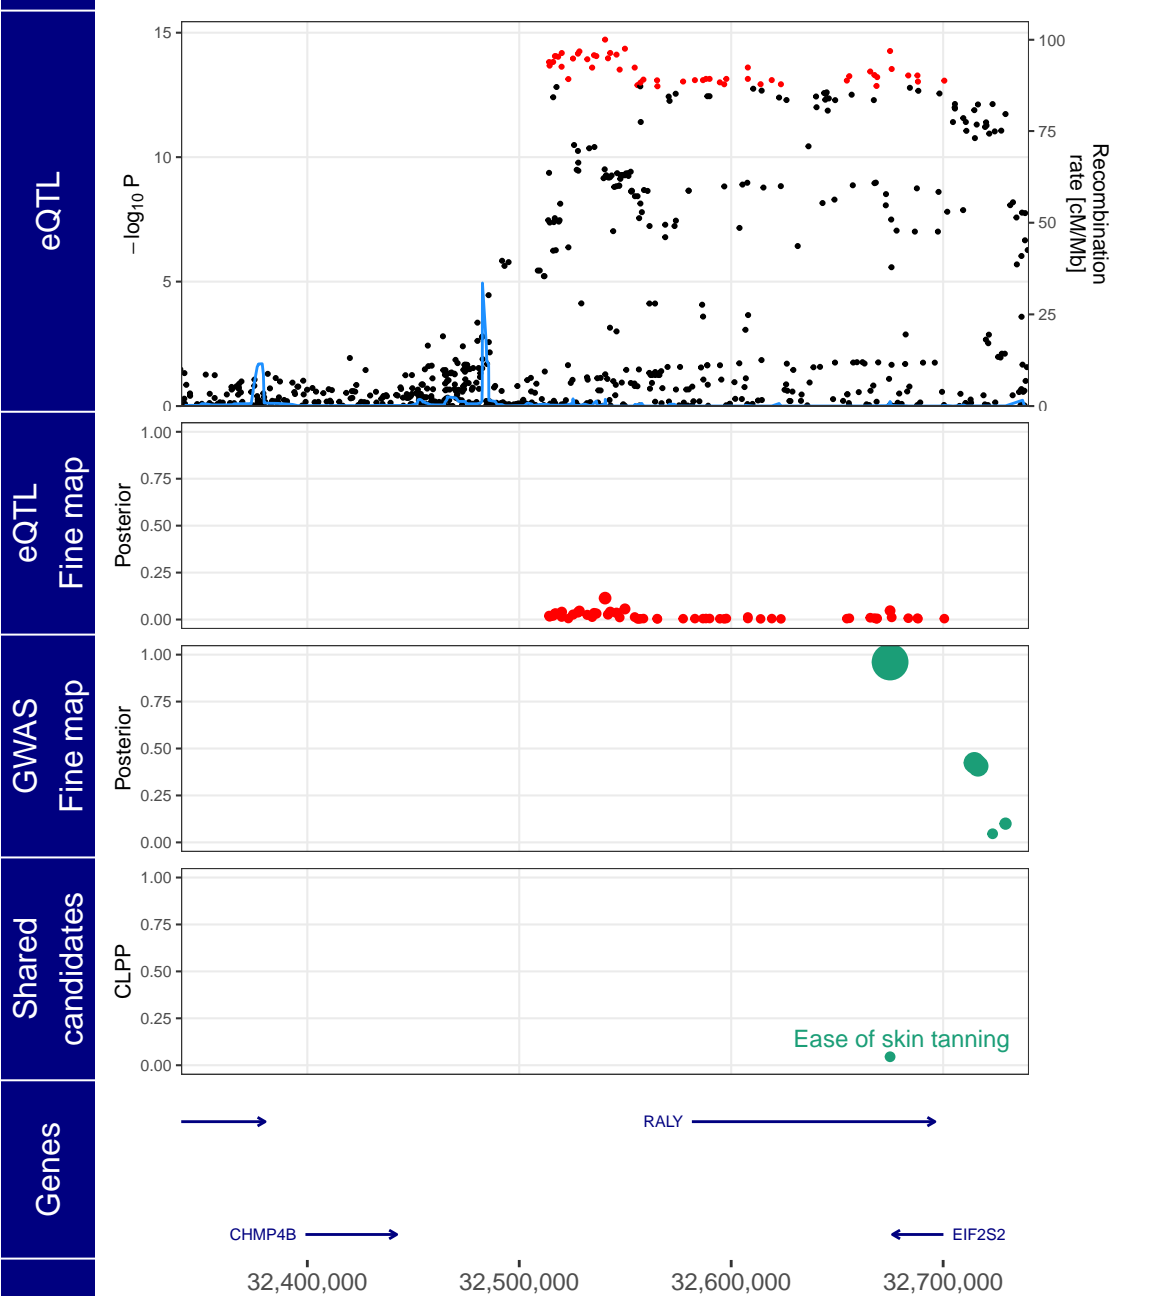 eQTL
−log10 P
15
10
5
0
100
75
50
25
0
Recombination
rate [cM/Mb]
eQTL
Fine map
Posterior
1.00
0.75
0.50
0.25
0.00
GWAS
Fine map
Posterior
1.00
0.75
0.50
0.25
0.00
Shared
candidates
CLPP
1.00
0.75
0.50
0.25
0.00
Ease of skin tanning
Genes
RALY
CHMP4B
EIF2S2
32,400,000
32,500,000
32,600,000
32,700,000